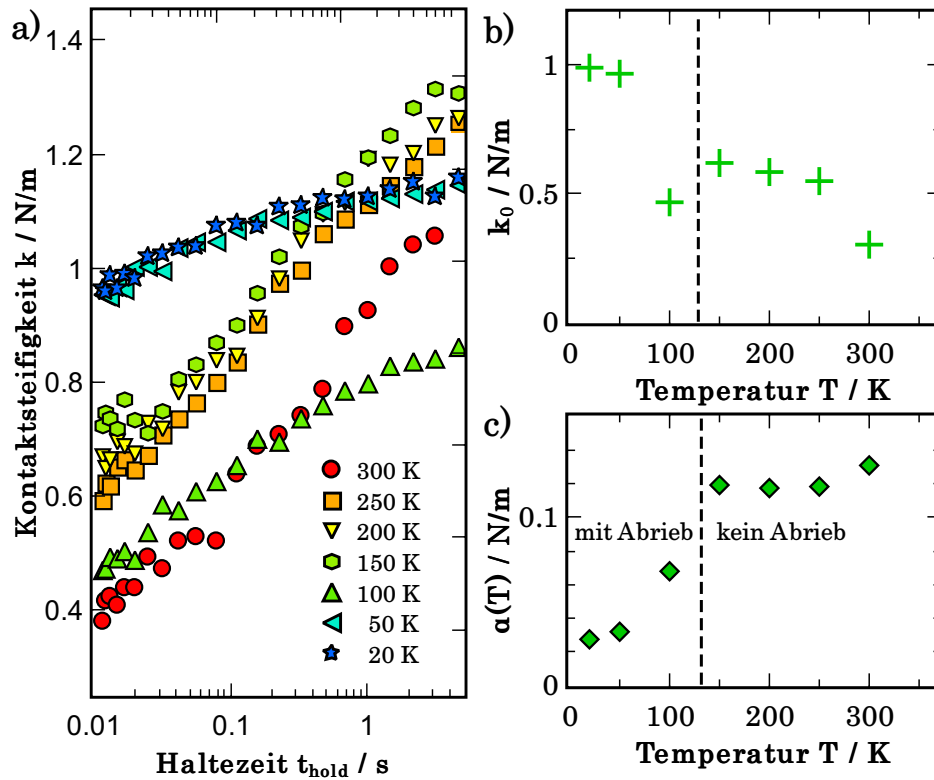 a)
1.4
1.2
1
0.8
0.6
0.4
Kontaktsteifigkeit k / N/m
300 K
250 K
200 K
150 K
100 K
50 K
20 K
0.01
0.1
1
Haltezeit thold / s
b)
1
0.5
0
k0 / N/m
0
100
200
300
Temperatur T / K
c)
0.1
0
α(T) / N/m
mit Abrieb
kein Abrieb
0
100
200
300
Temperatur T / K